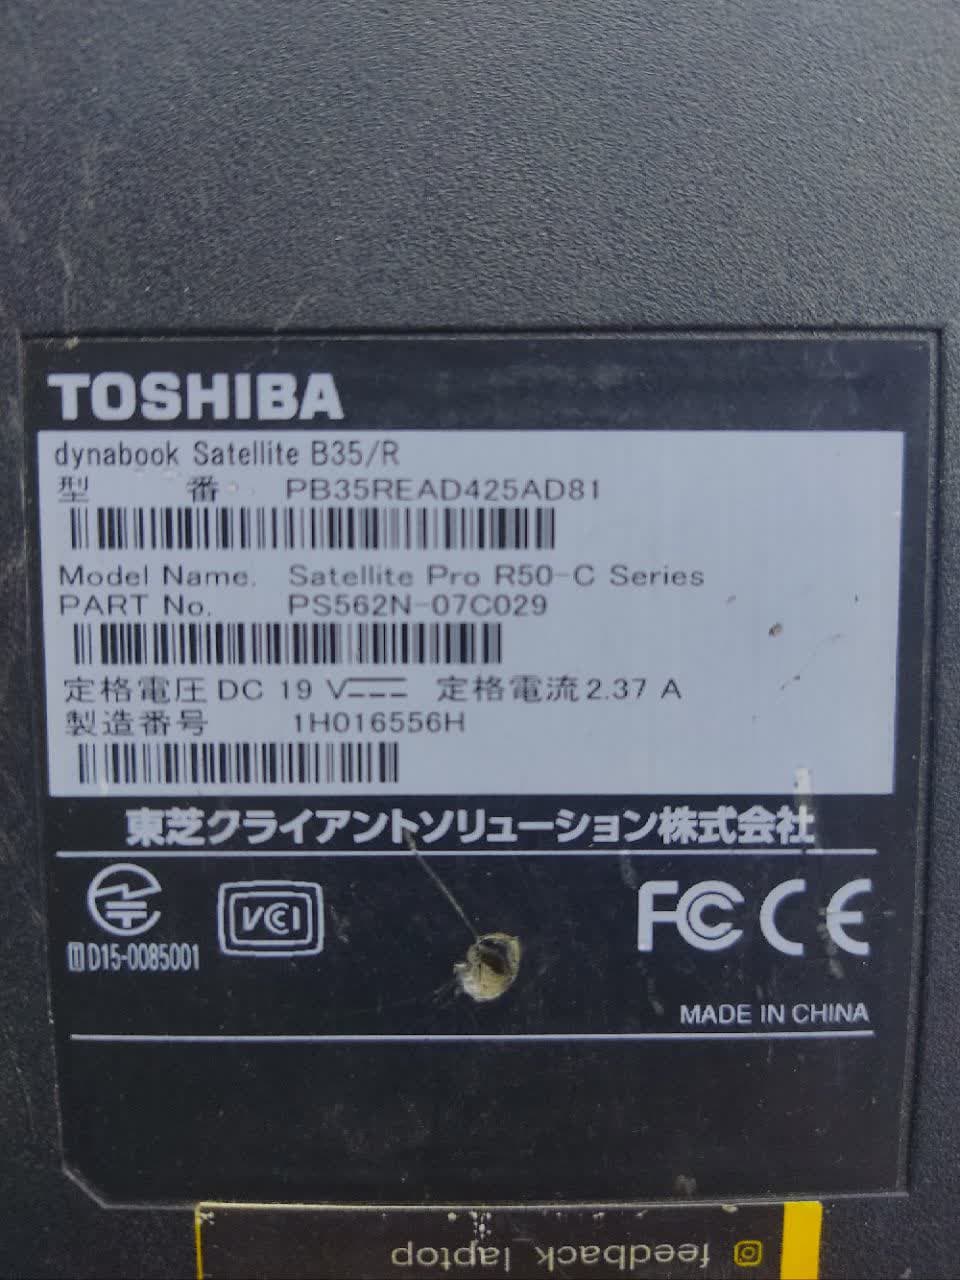 TOSHIBA
dynabook Satellite B35/R
型 番 PB35READ425AD81
Model Name. Satellite Pro R50-C Series
PART No. PS562N-07C029
定格電圧 DC 19 V 定格電流 2.37 A
製造番号 1H016556H
東芝クライアントソリューション株式会社
D15-0085001
VCCI
FC CE
MADE IN CHINA
feedback_laptop